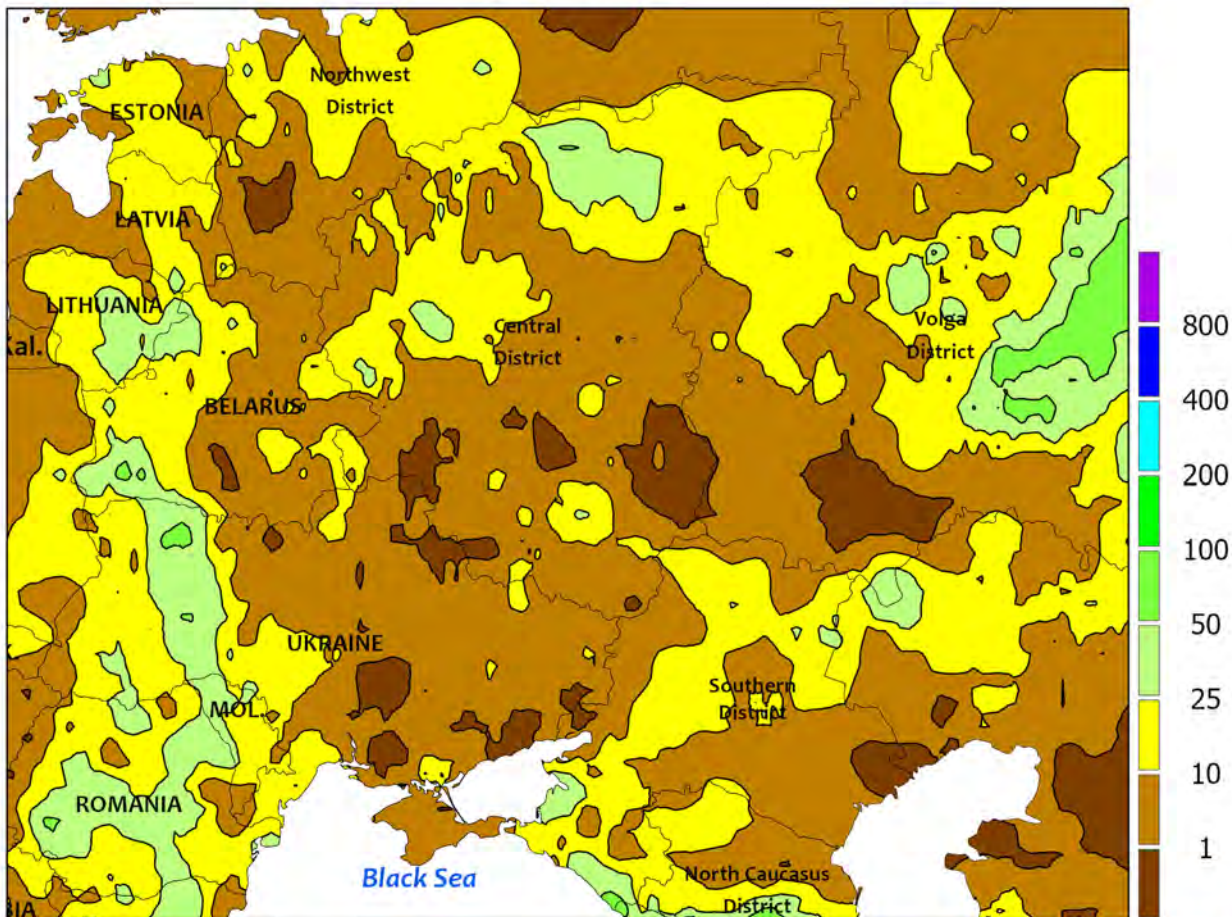 Northwest
District
ESTONIA
LATVIA
LITHUANIA
Kal.
Central
District
Volga
District
BELARUS
UKRAINE
MOL.
Southern
District
ROMANIA
Black Sea
North Caucasus
District
BIA
800
400
200
100
50
25
10
1